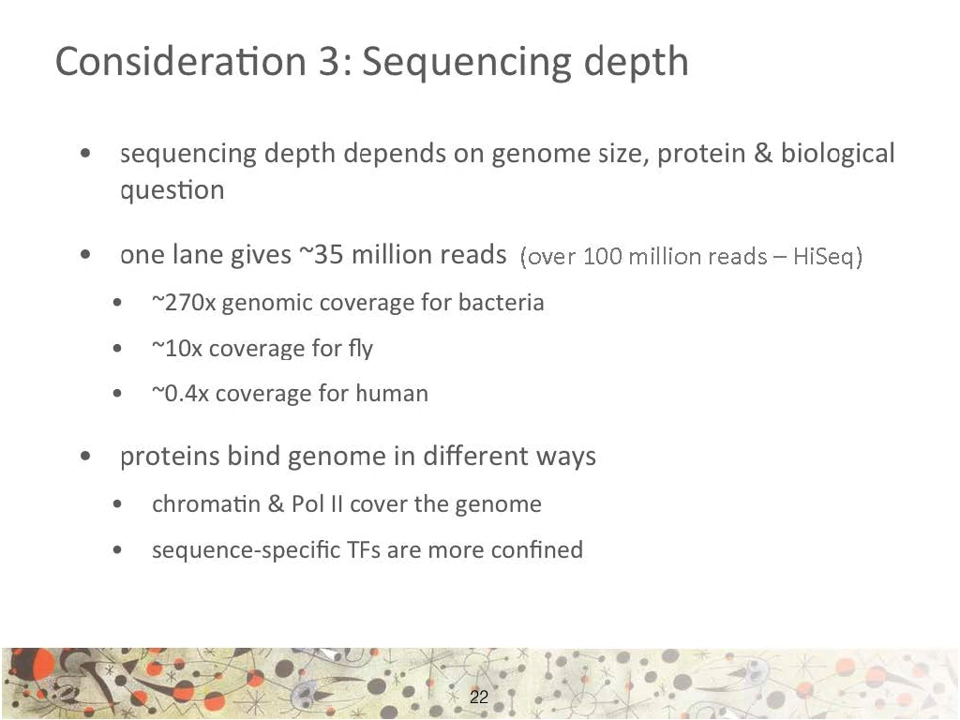 Consideration 3: Sequencing depth
• sequencing depth depends on genome size, protein & biological
question
• one lane gives ~35 million reads (over 100 million reads – HiSeq)
• ~270x genomic coverage for bacteria
• ~10x coverage for fly
• ~0.4x coverage for human
• proteins bind genome in different ways
• chromatin & Pol II cover the genome
• sequence-specific TFs are more confined
22